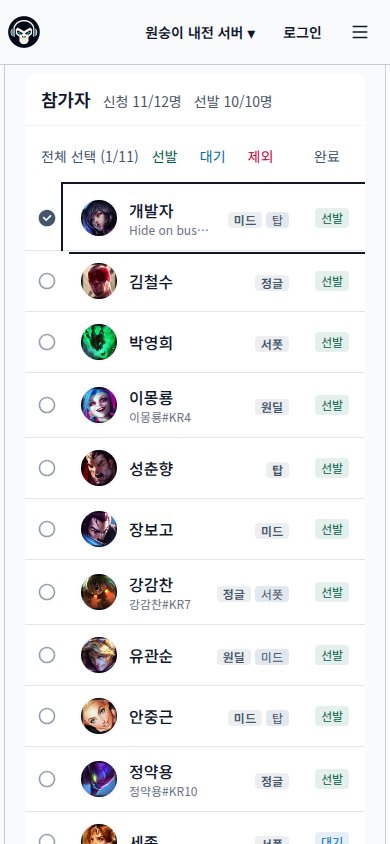 원숭이 내전 서버 ▾ 로그인
참가자 신청 11/12명 선발 10/10명
전체 선택 (1/11) 선발 대기 제외 완료
개발자 미드 탑 선발
Hide on bus…
김철수 정글 선발
박영희 서폿 선발
이몽룡 원딜 선발
이몽룡#KR4
성춘향 탑 선발
장보고 미드 선발
강감찬 정글 서폿 선발
강감찬#KR7
유관순 원딜 미드 선발
안중근 미드 탑 선발
정약용 정글 선발
정약용#KR10
세종 서폿 대기